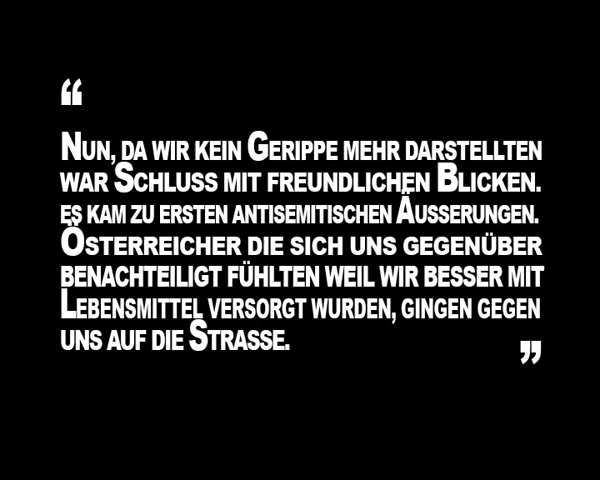 “
Nun, da wir kein Gerippe mehr darstellten
war Schluss mit freundlichen Blicken.
es kam zu ersten antisemitischen Äusserungen.
Österreicher die sich uns gegenüber
benachteiligt fühlten weil wir besser mit
Lebensmittel versorgt wurden, gingen gegen
uns auf die Strasse.
”